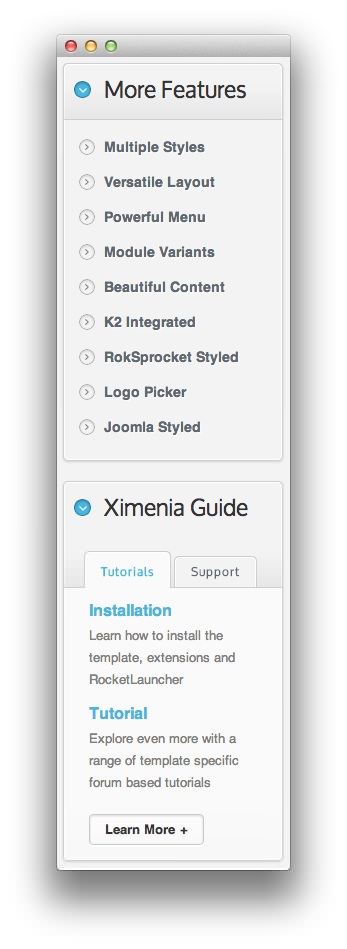 More Features
Multiple Styles
Versatile Layout
Powerful Menu
Module Variants
Beautiful Content
K2 Integrated
RokSprocket Styled
Logo Picker
Joomla Styled
Ximenia Guide
Tutorials Support
Installation
Learn how to install the
template, extensions and
RocketLauncher
Tutorial
Explore even more with a
range of template specific
forum based tutorials
Learn More +